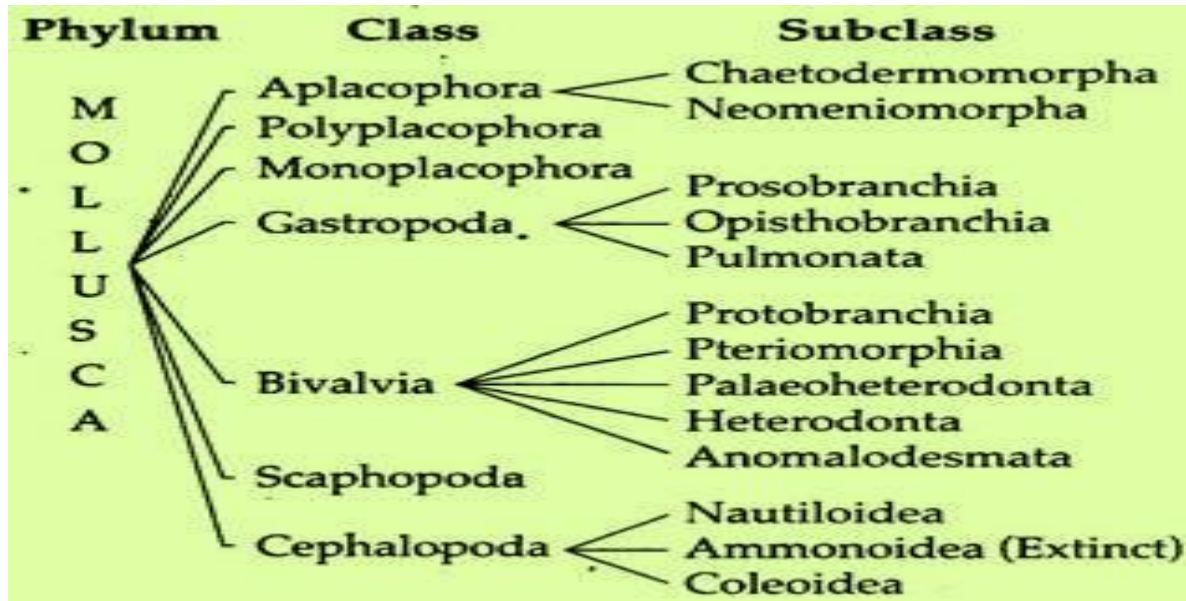 Phylum Class Subclass
MOLLUSCA
Aplacophora
Chaetodermomorpha
Neomeniomorpha
Polyplacophora
Monoplacophora
Gastropoda
Prosobranchia
Opisthobranchia
Pulmonata
Bivalvia
Protobranchia
Pteriomorphia
Palaeoheterodonta
Heterodonta
Anomalodesmata
Scaphopoda
Cephalopoda
Nautiloidea
Ammonoidea (Extinct)
Coleoidea